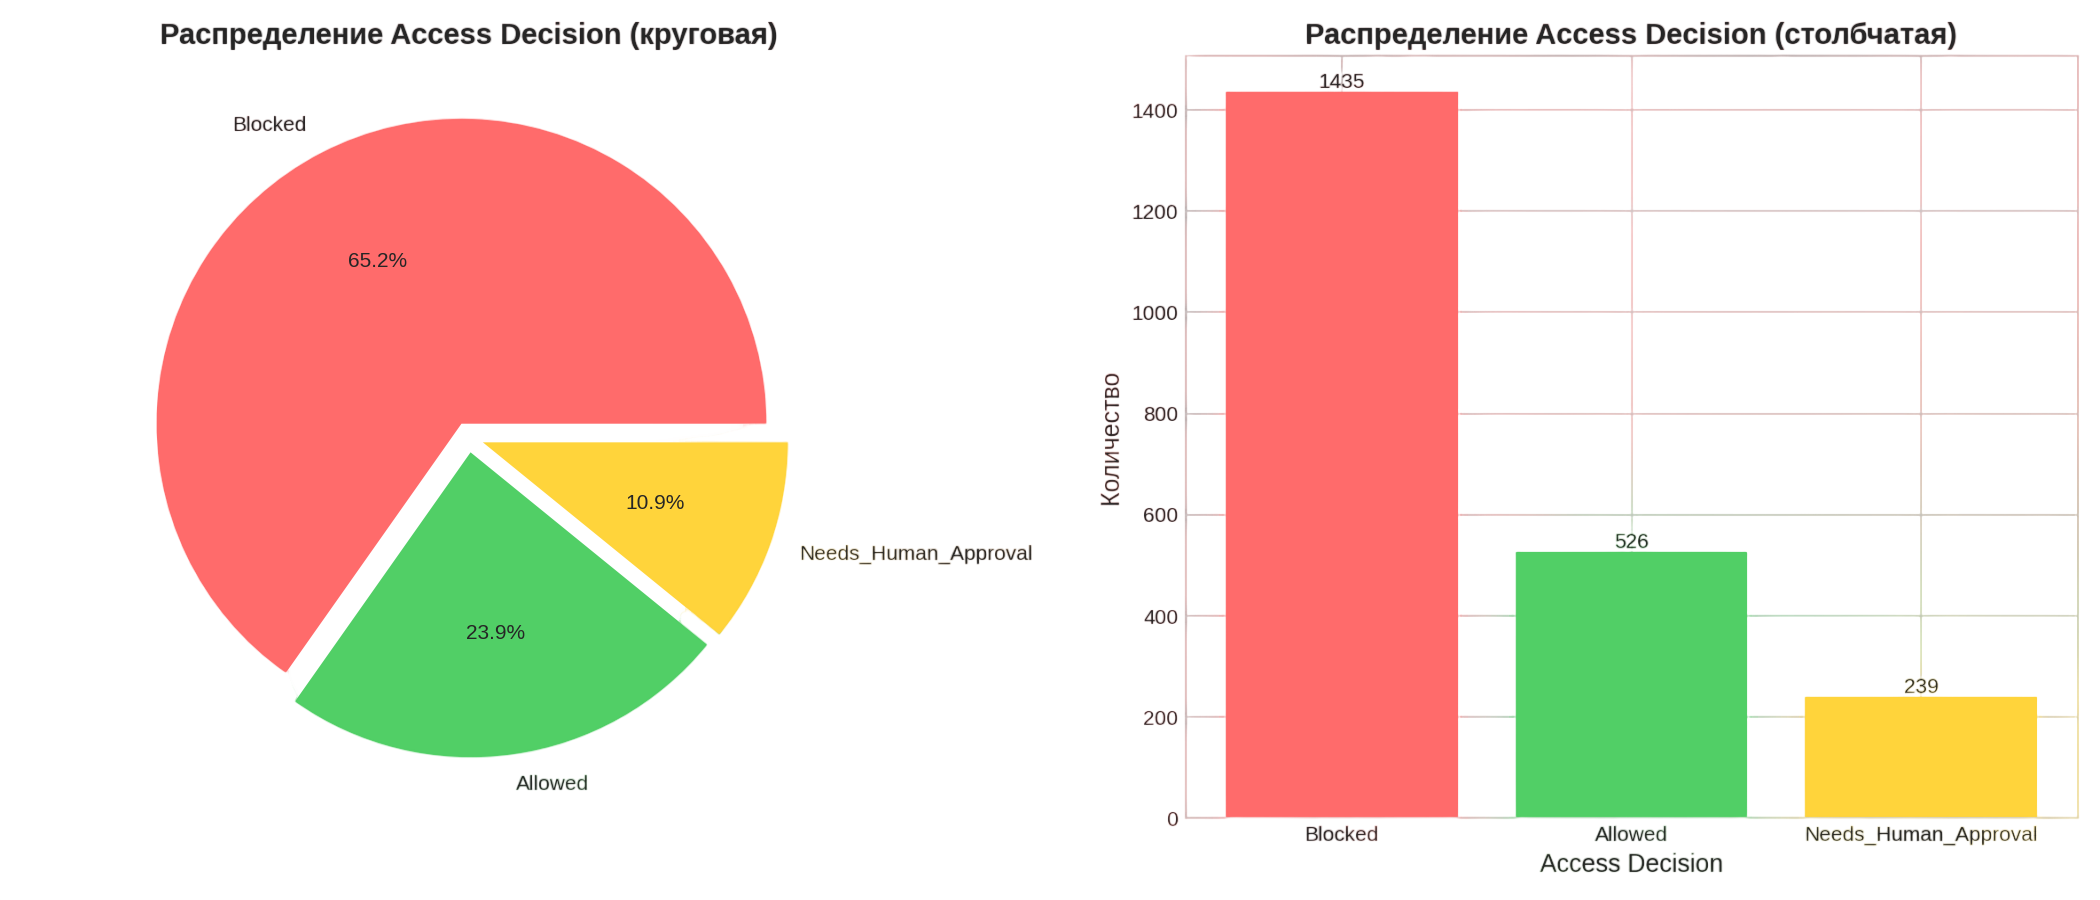 Распределение Access Decision (круговая)
Blocked
65.2%
10.9%
Needs_Human_Approval
23.9%
Allowed
Распределение Access Decision (столбчатая)
1435
1400
1200
1000
800
600
526
400
239
200
0
Количество
Blocked
Allowed
Needs_Human_Approval
Access Decision